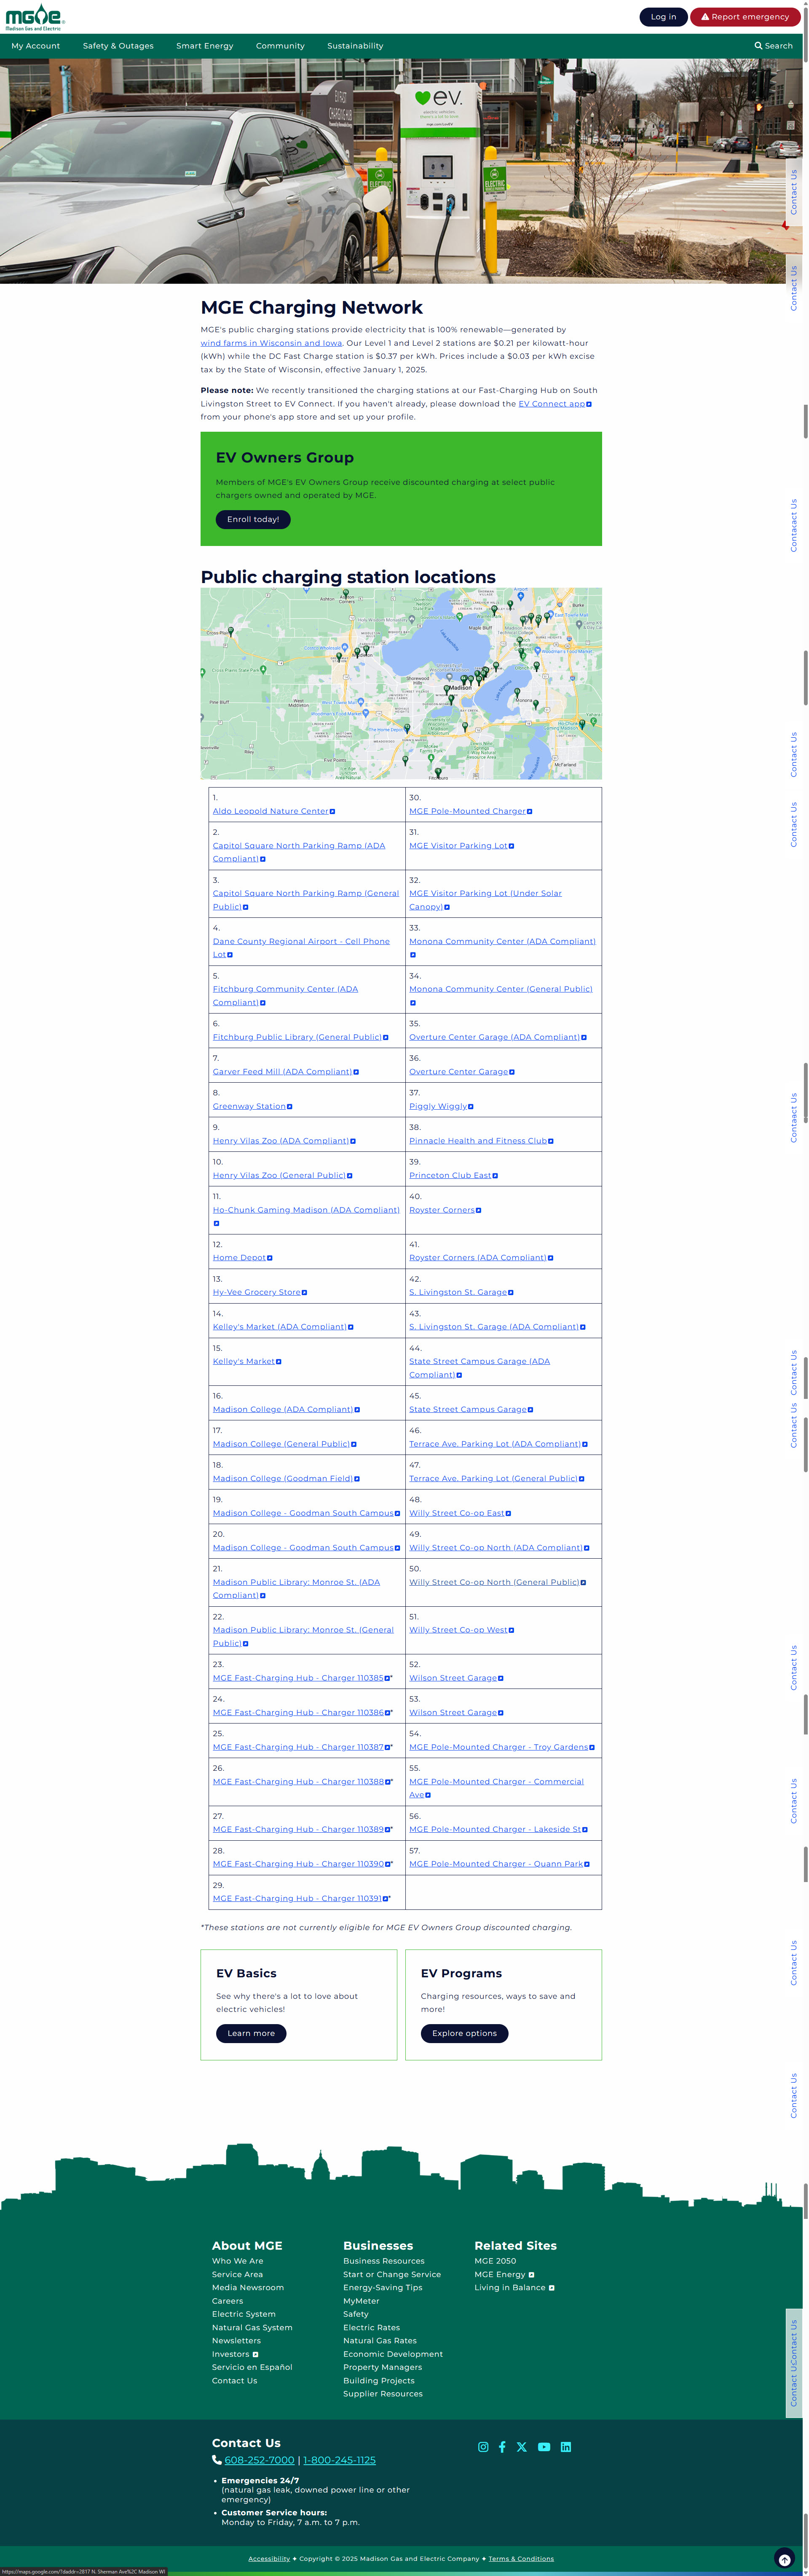 mge
Madison Gas and Electric
Log in
Report emergency
My Account
Safety & Outages
Smart Energy
Community
Sustainability
Search
ev.
Contact Us
Contact Us
MGE Charging Network
MGE's public charging stations provide electricity that is 100% renewable—generated by
wind farms in Wisconsin and Iowa. Our Level 1 and Level 2 stations are $0.21 per kilowatt-hour
(kWh) while the DC Fast Charge station is $0.37 per kWh. Prices include a $0.03 per kWh excise
tax by the State of Wisconsin, effective January 1, 2025.
Please note: We recently transitioned the charging stations at our Fast-Charging Hub on South
Livingston Street to EV Connect. If you haven't already, please download the EV Connect app
from your phone's app store and set up your profile.
EV Owners Group
Members of MGE's EV Owners Group receive discounted charging at select public
chargers owned and operated by MGE.
Enroll today!
Public charging station locations
Madison
1.
Aldo Leopold Nature Center
30.
MGE Pole-Mounted Charger
2.
Capitol Square North Parking Ramp (ADA
Compliant)
31.
MGE Visitor Parking Lot
3.
Capitol Square North Parking Ramp (General
Public)
32.
MGE Visitor Parking Lot (Under Solar
Canopy)
4.
Dane County Regional Airport - Cell Phone
Lot
33.
Monona Community Center (ADA Compliant)
5.
Fitchburg Community Center (ADA
Compliant)
34.
Monona Community Center (General Public)
6.
Fitchburg Public Library (General Public)
35.
Overture Center Garage (ADA Compliant)
7.
Garver Feed Mill (ADA Compliant)
36.
Overture Center Garage
8.
Greenway Station
37.
Piggly Wiggly
9.
Henry Vilas Zoo (ADA Compliant)
38.
Pinnacle Health and Fitness Club
10.
Henry Vilas Zoo (General Public)
39.
Princeton Club East
11.
Ho-Chunk Gaming Madison (ADA Compliant)
40.
Royster Corners
12.
Home Depot
41.
Royster Corners (ADA Compliant)
13.
Hy-Vee Grocery Store
42.
S. Livingston St. Garage
14.
Kelley's Market (ADA Compliant)
43.
S. Livingston St. Garage (ADA Compliant)
15.
Kelley's Market
44.
State Street Campus Garage (ADA
Compliant)
16.
Madison College (ADA Compliant)
45.
State Street Campus Garage
17.
Madison College (General Public)
46.
Terrace Ave. Parking Lot (ADA Compliant)
18.
Madison College (Goodman Field)
47.
Terrace Ave. Parking Lot (General Public)
19.
Madison College - Goodman South Campus
48.
Willy Street Co-op East
20.
Madison College - Goodman South Campus
49.
Willy Street Co-op North (ADA Compliant)
21.
Madison Public Library: Monroe St. (ADA
Compliant)
50.
Willy Street Co-op North (General Public)
22.
Madison Public Library: Monroe St. (General
Public)
51.
Willy Street Co-op West
23.
MGE Fast-Charging Hub - Charger 110385*
52.
Wilson Street Garage
24.
MGE Fast-Charging Hub - Charger 110386*
53.
Wilson Street Garage
25.
MGE Fast-Charging Hub - Charger 110387*
54.
MGE Pole-Mounted Charger - Troy Gardens
26.
MGE Fast-Charging Hub - Charger 110388*
55.
MGE Pole-Mounted Charger - Commercial
Ave
27.
MGE Fast-Charging Hub - Charger 110389*
56.
MGE Pole-Mounted Charger - Lakeside St
28.
MGE Fast-Charging Hub - Charger 110390*
57.
MGE Pole-Mounted Charger - Quann Park
29.
MGE Fast-Charging Hub - Charger 110391*
*These stations are not currently eligible for MGE EV Owners Group discounted charging.
EV Basics
See why there's a lot to love about
electric vehicles!
Learn more
EV Programs
Charging resources, ways to save and
more!
Explore options
About MGE
Who We Are
Service Area
Media Newsroom
Careers
Electric System
Natural Gas System
Newsletters
Investors
Servicio en Español
Contact Us
Businesses
Business Resources
Start or Change Service
Energy-Saving Tips
MyMeter
Safety
Electric Rates
Natural Gas Rates
Economic Development
Property Managers
Building Projects
Supplier Resources
Related Sites
MGE 2050
MGE Energy
Living in Balance
Contact Us
608-252-7000 | 1-800-245-1125
Emergencies 24/7
(natural gas leak, downed power line or other
emergency)
Customer Service hours:
Monday to Friday, 7 a.m. to 7 p.m.
Accessibility ✦ Copyright © 2025 Madison Gas and Electric Company ✦ Terms & Conditions
https://maps.google.com/?daddr=2817 N. Sherman Ave%2C Madison WI